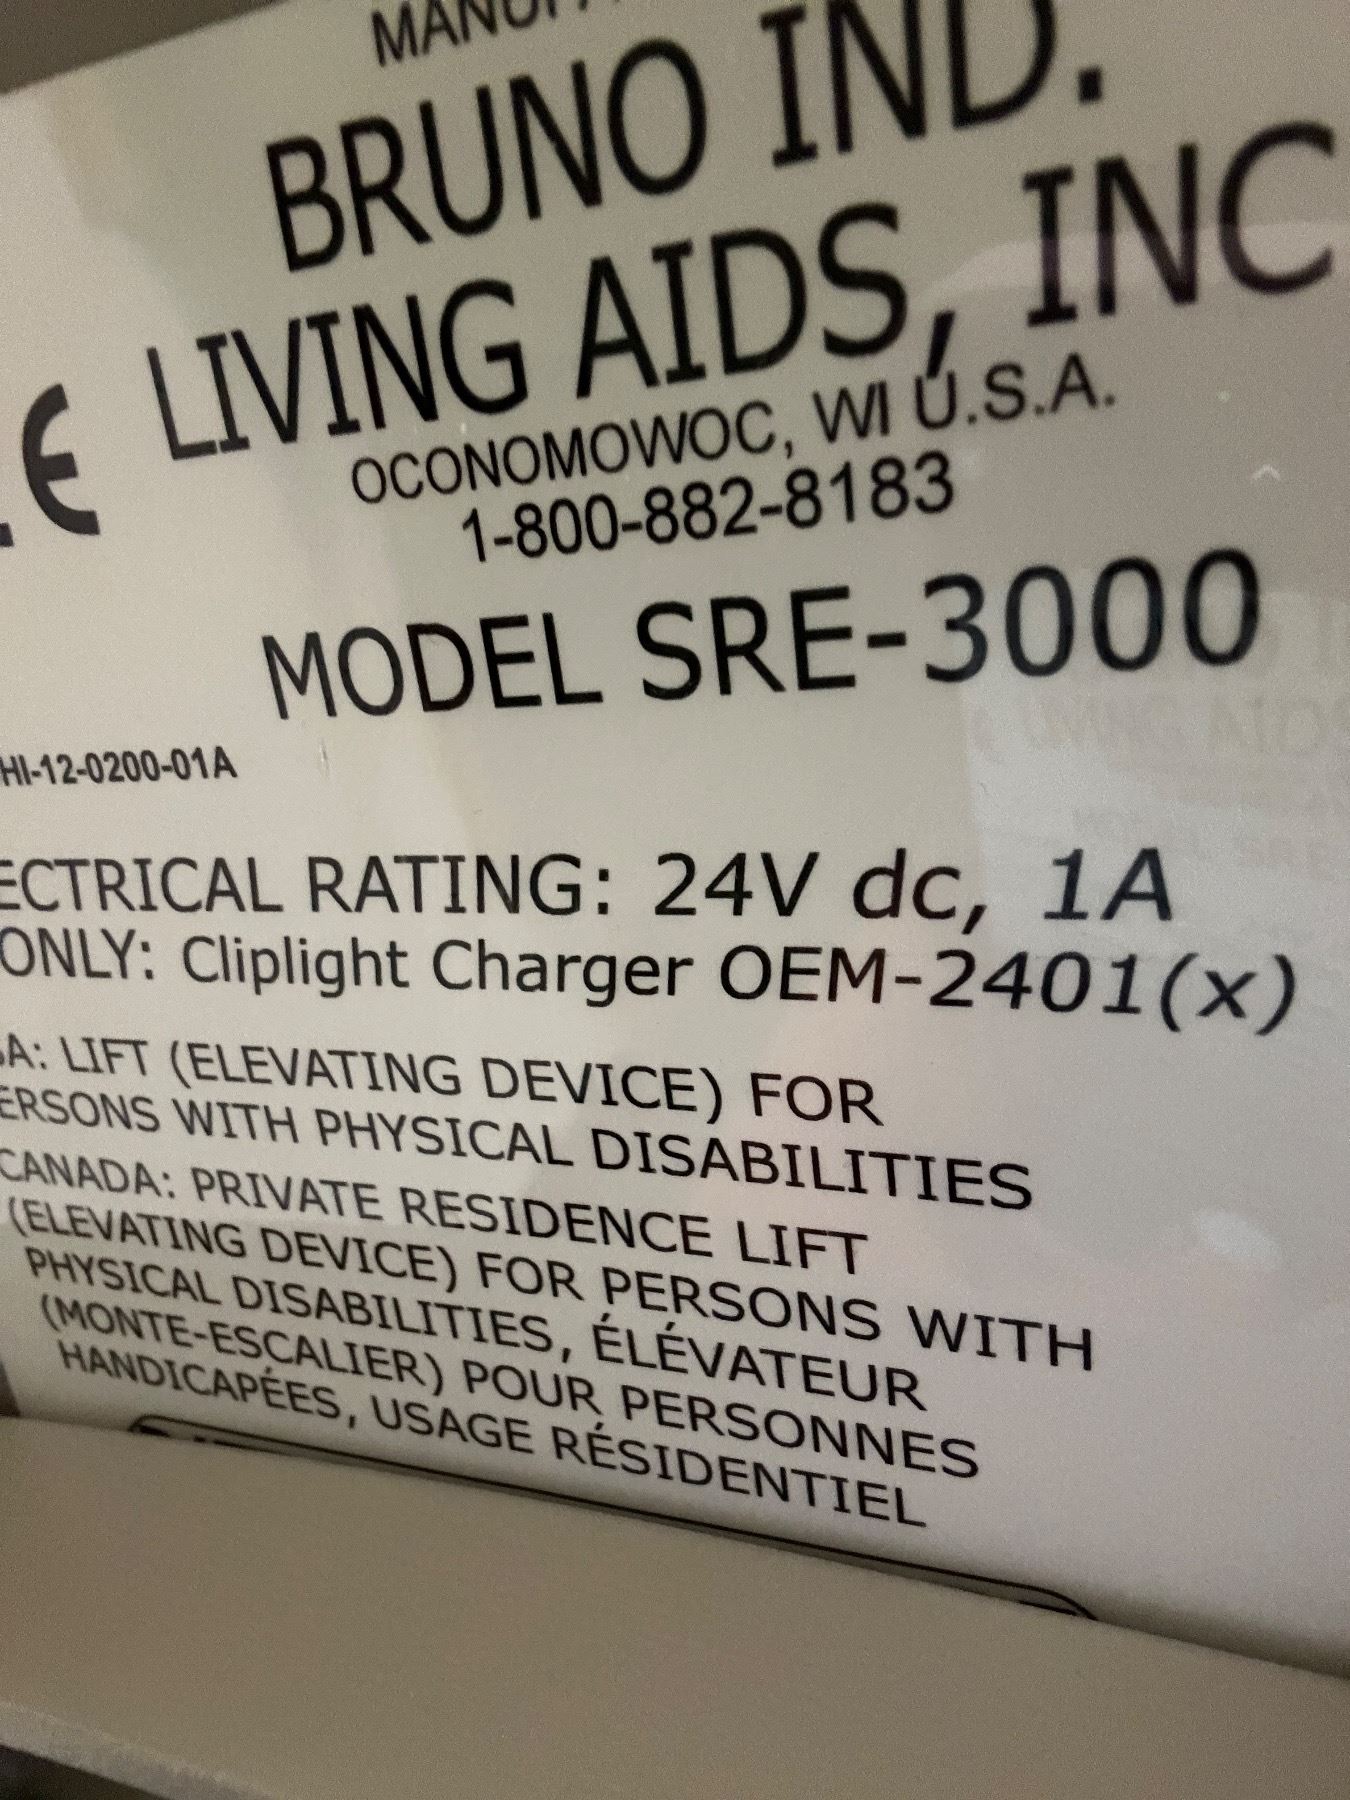 BRUNO IND.
LIVING AIDS, INC
OCONOMOWOC, WI U.S.A.
1-800-882-8183
MODEL SRE-3000
HI-12-0200-01A
ECTRICAL RATING: 24V dc, 1A
ONLY: Cliplight Charger OEM-2401(x)
A: LIFT (ELEVATING DEVICE) FOR
ERSONS WITH PHYSICAL DISABILITIES
CANADA: PRIVATE RESIDENCE LIFT
(ELEVATING DEVICE) FOR PERSONS WITH
PHYSICAL DISABILITIES, ÉLÉVATEUR
(MONTE-ESCALIER) POUR PERSONNES
HANDICAPÉES, USAGE RÉSIDENTIEL